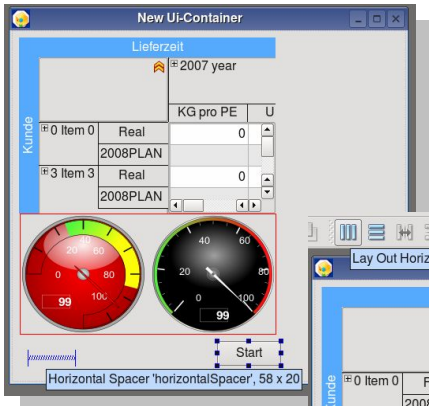 New Ui-Container
Lieferzeit
Kunde
2007 year
KG pro PE
U
0 Item 0
Real
0
2008PLAN
3 Item 3
Real
0
2008PLAN
0
20
40
60
80
100
99
0
20
40
60
80
100
99
Start
Horizontal Spacer 'horizontalSpacer', 58 x 20
Lay Out Horiz
0 Item 0
F
2008